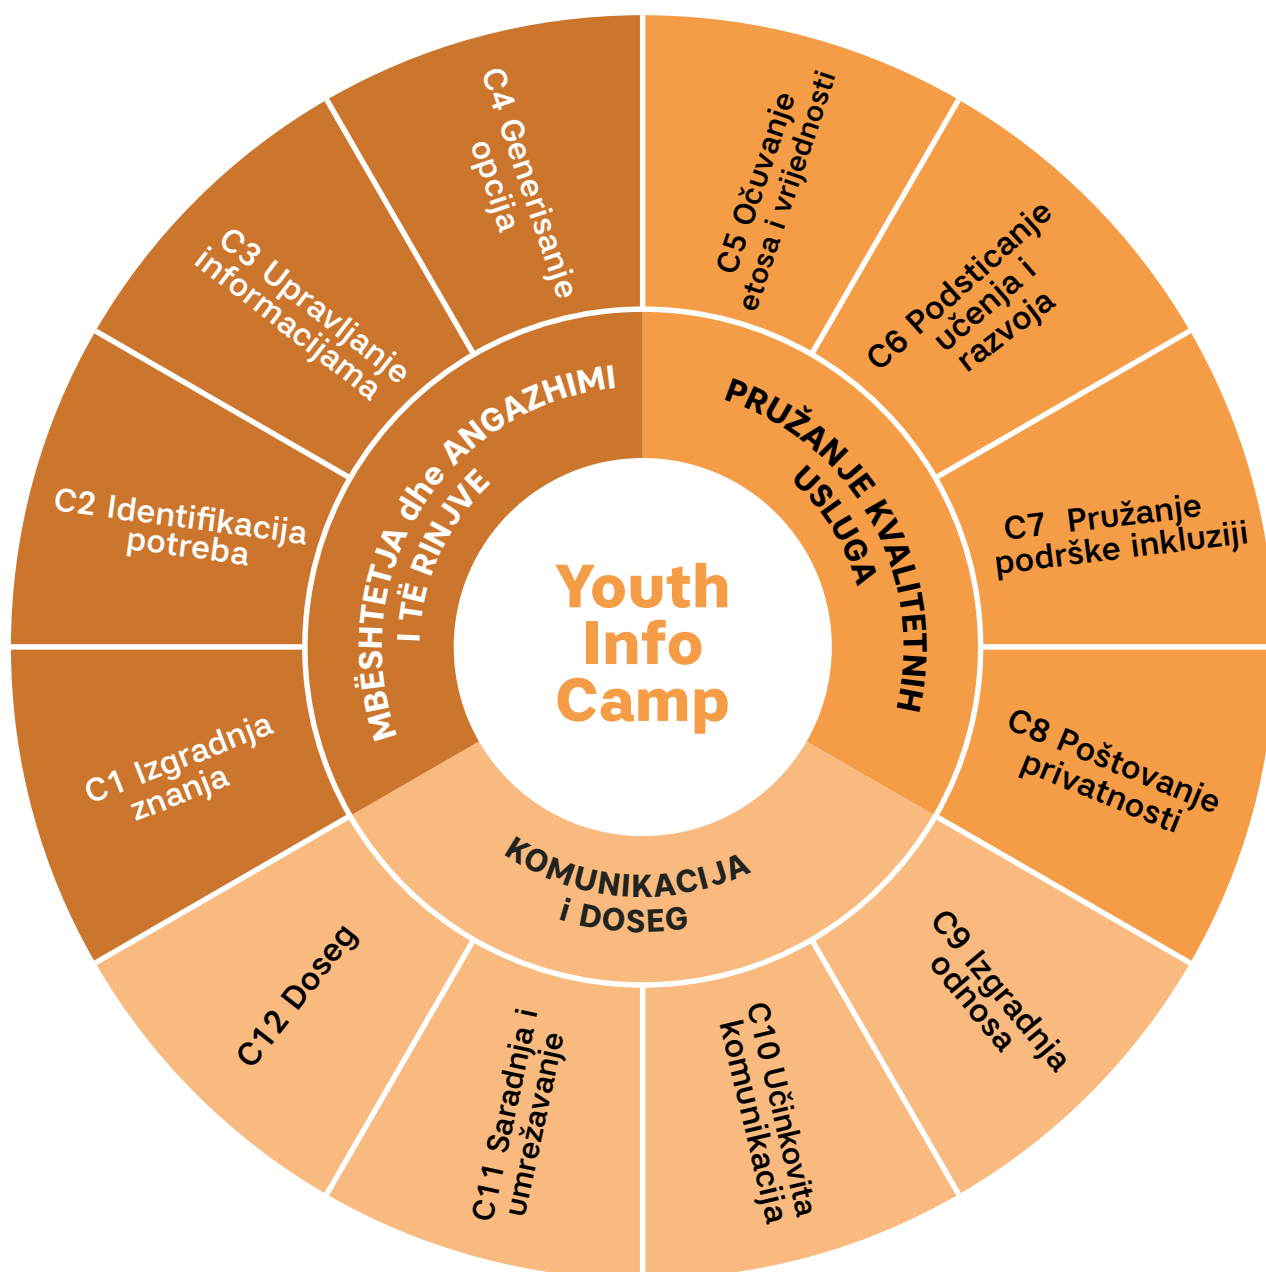 Youth
Info
Camp
MBËSHTETJA dhe ANGAZHIMI
I TË RINJVE
PRUŽANJE KVALITETNIH
USLUGA
KOMUNIKACIJA
i DOSEG
C1 Izgradnja
znanja
C2 Identifikacija
potreba
C3 Upravljanje
informacijama
C4 Generisanje
opcija
C5 Očuvanje
etosa i vrijednosti
C6 Podsticanje
učenja i
razvoja
C7 Pružanje
podrške inkluziji
C8 Poštovanje
privatnosti
C9 Izgradnja
odnosa
C10 Učinkovita
komunikacija
C11 Saradnja i
umrežavanje
C12 Doseg